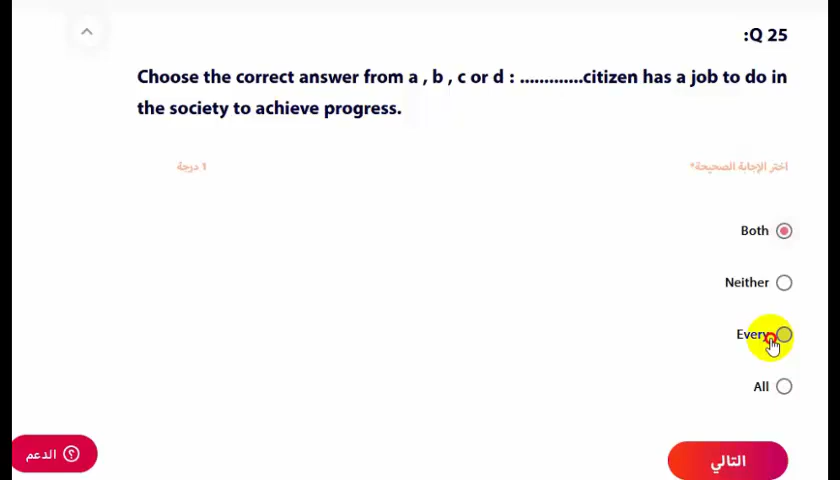 :Q 25
Choose the correct answer from a , b , c or d : .............citizen has a job to do in
the society to achieve progress.
اختر الإجابة الصحيحة*
1 درجة
Both
Neither
Every
All
التالي
الدعم